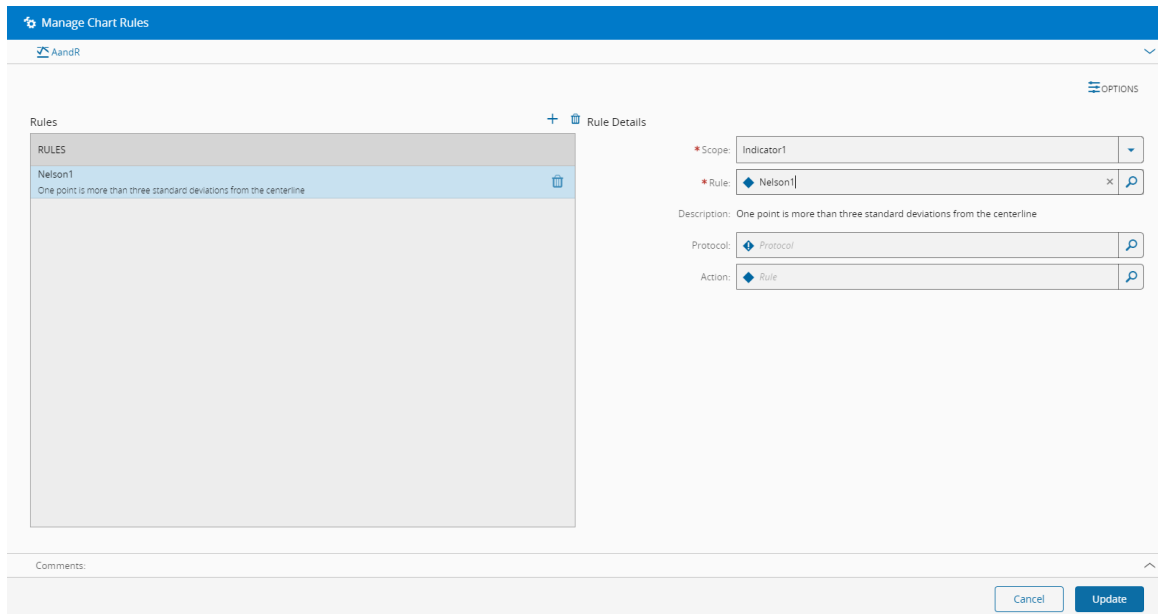 Manage Chart Rules
AandR
OPTIONS
Rules
Rule Details
RULES
Nelson1
One point is more than three standard deviations from the centerline
*Scope: Indicator1
*Rule: Nelson1
Description: One point is more than three standard deviations from the centerline
Protocol: Protocol
Action: Rule
Comments:
Cancel Update